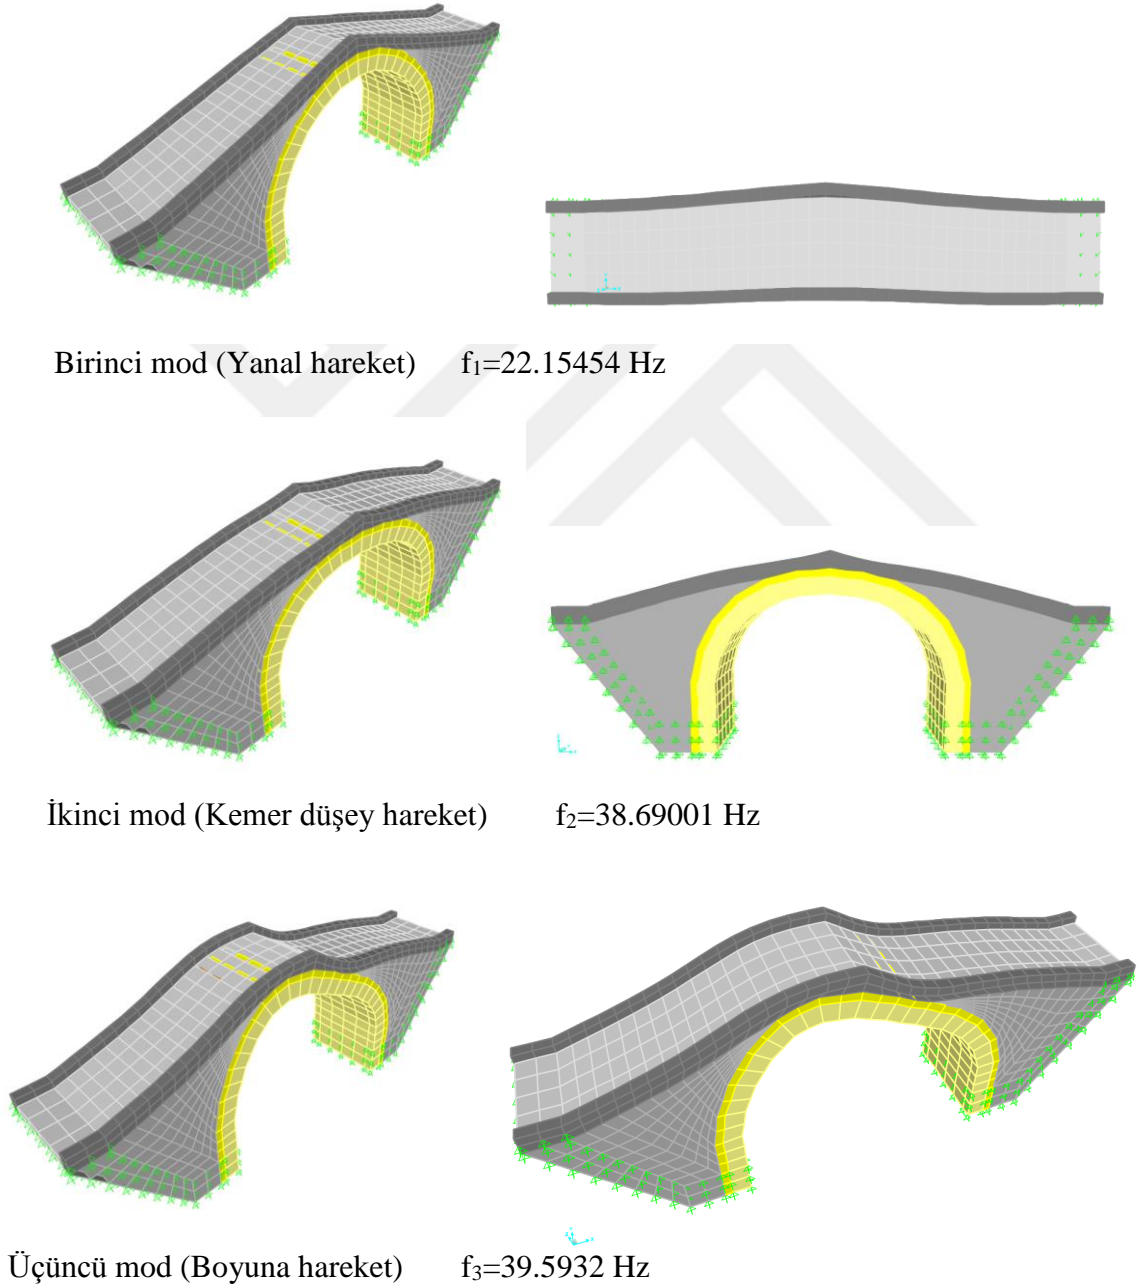 Birinci mod (Yanal hareket) f₁=22.15454 Hz
İkinci mod (Kemer düşey hareket) f₂=38.69001 Hz
Üçüncü mod (Boyuna hareket) f₃=39.5932 Hz